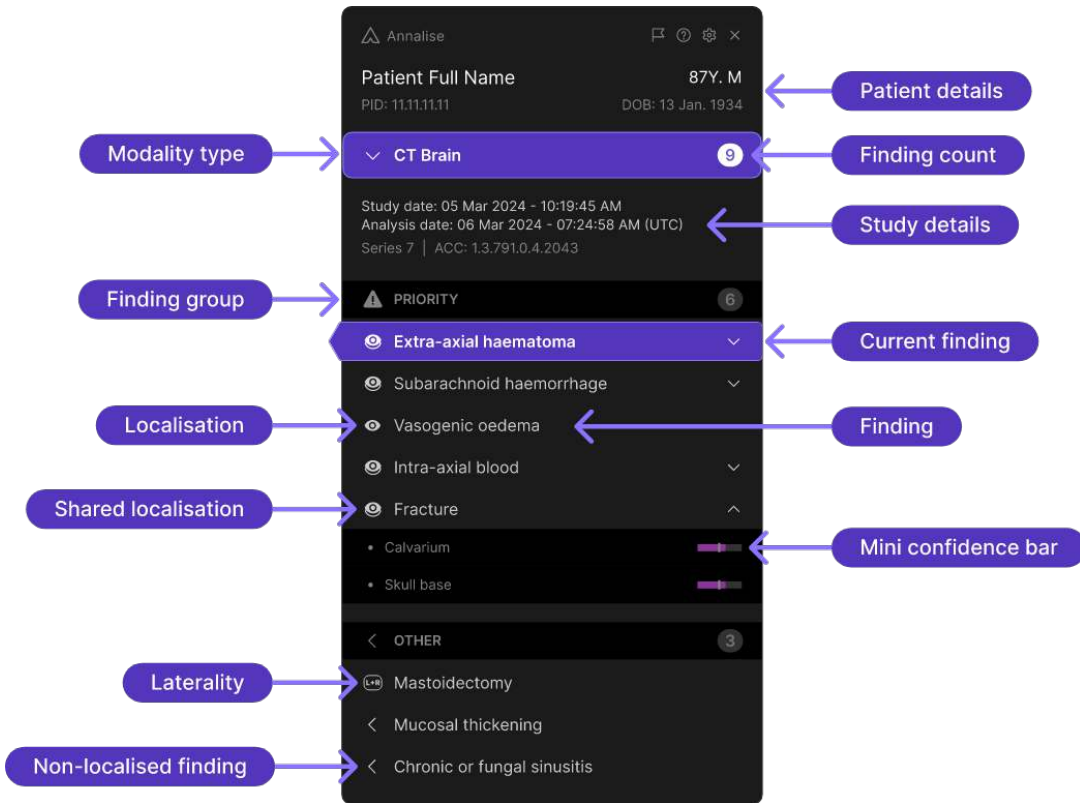 Annalise
Patient Full Name 87Y. M
PID: 11.11.11.11 DOB: 13 Jan. 1934
Patient details
Modality type
CT Brain 9
Finding count
Study date: 05 Mar 2024 - 10:19:45 AM
Analysis date: 06 Mar 2024 - 07:24:58 AM (UTC)
Series 7 | ACC: 1.3.791.0.4.2043
Study details
Finding group
PRIORITY 6
Extra-axial haematoma
Current finding
Subarachnoid haemorrhage
Localisation
Vasogenic oedema
Finding
Intra-axial blood
Shared localisation
Fracture
• Calvarium
Mini confidence bar
• Skull base
OTHER 3
Laterality
L+R Mastoidectomy
Mucosal thickening
Non-localised finding
Chronic or fungal sinusitis